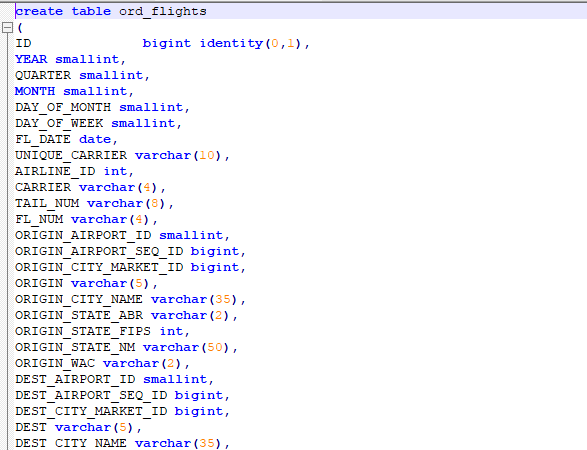 create table ord_flights
(
ID bigint identity(0,1),
YEAR smallint,
QUARTER smallint,
MONTH smallint,
DAY_OF_MONTH smallint,
DAY_OF_WEEK smallint,
FL_DATE date,
UNIQUE_CARRIER varchar(10),
AIRLINE_ID int,
CARRIER varchar(4),
TAIL_NUM varchar(8),
FL_NUM varchar(4),
ORIGIN_AIRPORT_ID smallint,
ORIGIN_AIRPORT_SEQ_ID bigint,
ORIGIN_CITY_MARKET_ID bigint,
ORIGIN varchar(5),
ORIGIN_CITY_NAME varchar(35),
ORIGIN_STATE_ABR varchar(2),
ORIGIN_STATE_FIPS int,
ORIGIN_STATE_NM varchar(50),
ORIGIN_WAC varchar(2),
DEST_AIRPORT_ID smallint,
DEST_AIRPORT_SEQ_ID bigint,
DEST_CITY_MARKET_ID bigint,
DEST varchar(5),
DEST_CITY_NAME varchar(35),